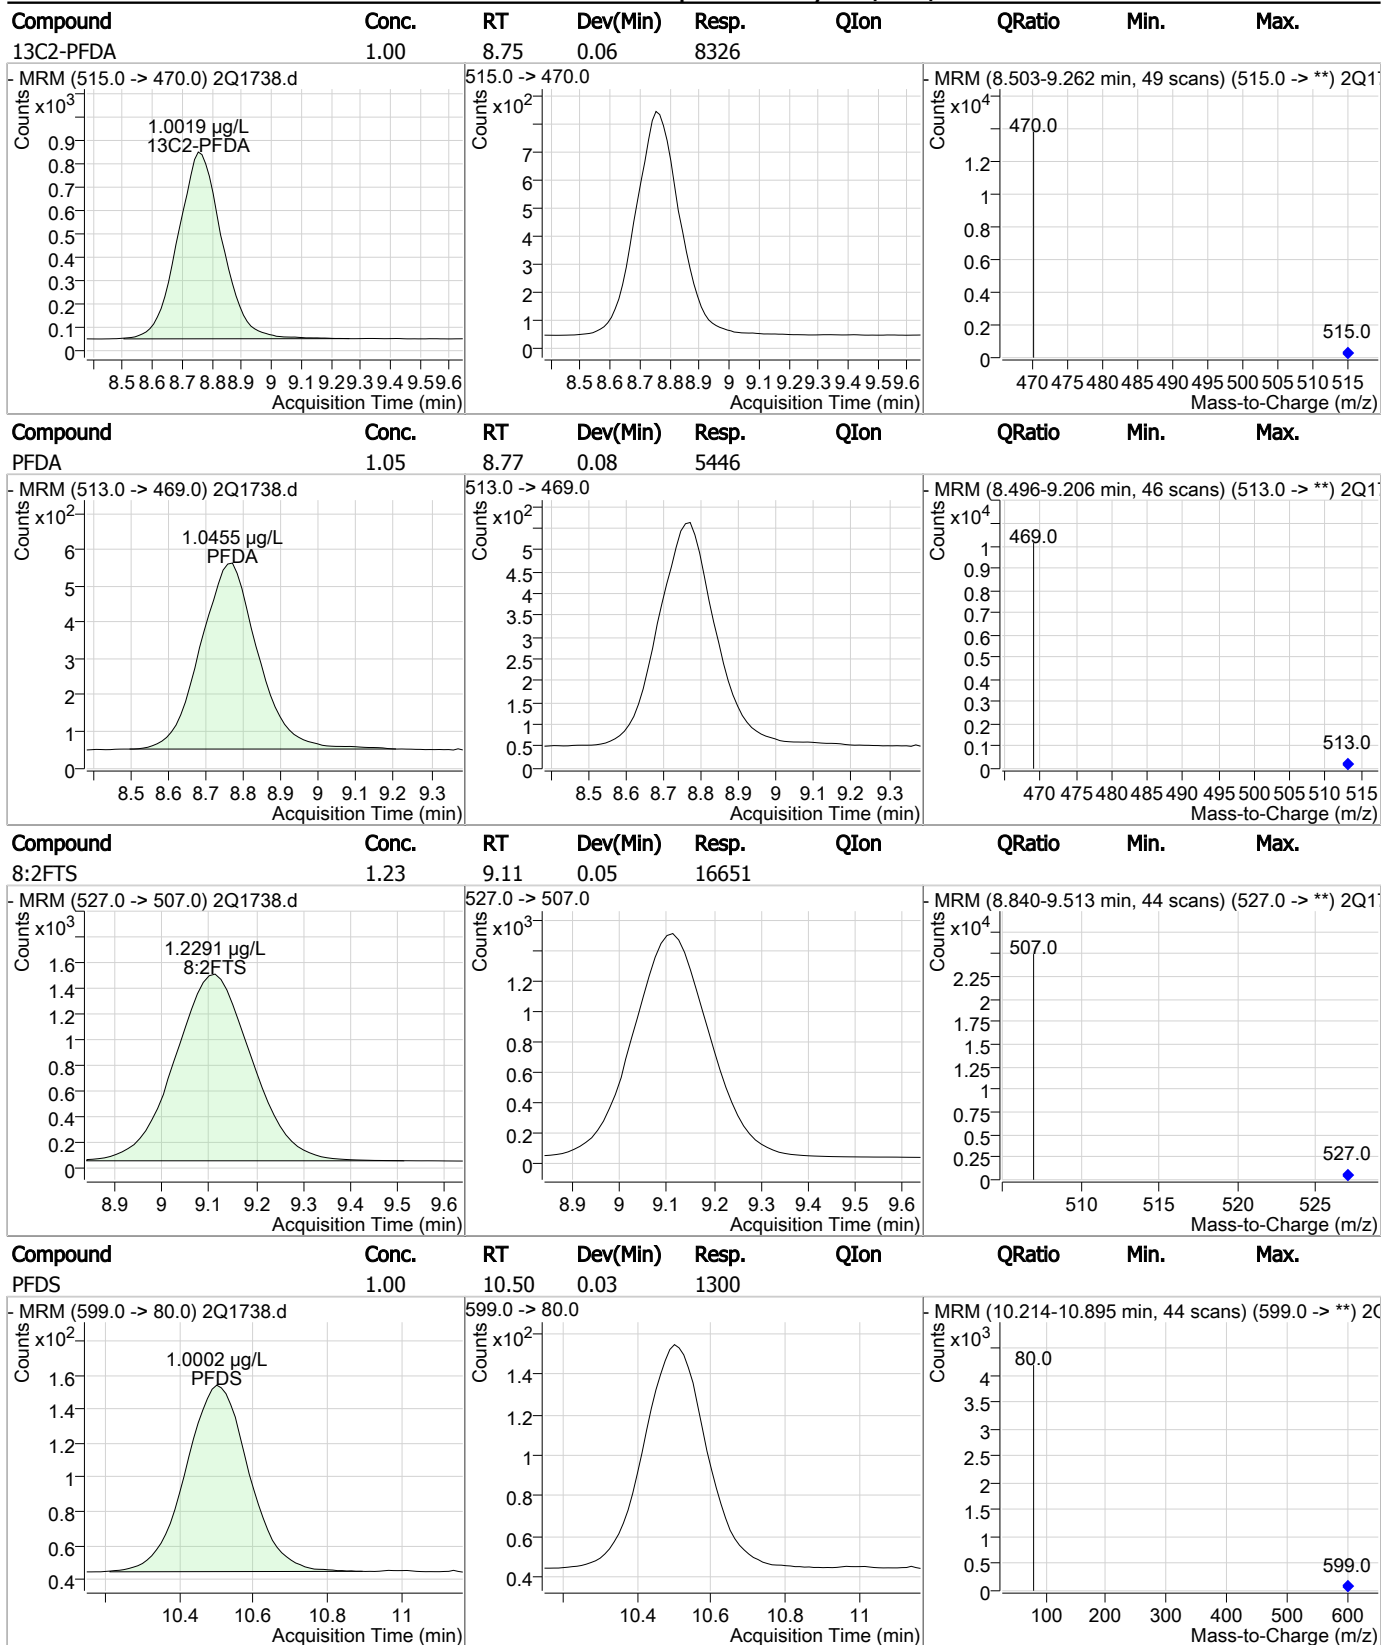 Compound Conc. RT Dev(Min) Resp. QIon QRatio Min. Max.
13C2-PFDA 1.00 8.75 0.06 8326
- MRM (515.0 -> 470.0) 2Q1738.d
Counts
x10³
1.0019 µg/L
13C2-PFDA
0.9
0.8
0.7
0.6
0.5
0.4
0.3
0.2
0.1
0
8.5 8.6 8.7 8.8 8.9 9 9.1 9.2 9.3 9.4 9.5 9.6
Acquisition Time (min)
515.0 -> 470.0
Counts
x10²
7
6
5
4
3
2
1
0
8.5 8.6 8.7 8.8 8.9 9 9.1 9.2 9.3 9.4 9.5 9.6
Acquisition Time (min)
- MRM (8.503-9.262 min, 49 scans) (515.0 -> **) 2Q1
Counts
x10⁴
470.0
1.2
1
0.8
0.6
0.4
0.2
0
515.0
470 475 480 485 490 495 500 505 510 515
Mass-to-Charge (m/z)
Compound Conc. RT Dev(Min) Resp. QIon QRatio Min. Max.
PFDA 1.05 8.77 0.08 5446
- MRM (513.0 -> 469.0) 2Q1738.d
Counts
x10²
1.0455 µg/L
PFDA
6
5
4
3
2
1
0
8.5 8.6 8.7 8.8 8.9 9 9.1 9.2 9.3
Acquisition Time (min)
513.0 -> 469.0
Counts
x10²
5
4.5
4
3.5
3
2.5
2
1.5
1
0.5
0
8.5 8.6 8.7 8.8 8.9 9 9.1 9.2 9.3
Acquisition Time (min)
- MRM (8.496-9.206 min, 46 scans) (513.0 -> **) 2Q1
Counts
x10⁴
469.0
1
0.9
0.8
0.7
0.6
0.5
0.4
0.3
0.2
0.1
0
513.0
470 475 480 485 490 495 500 505 510 515
Mass-to-Charge (m/z)
Compound Conc. RT Dev(Min) Resp. QIon QRatio Min. Max.
8:2FTS 1.23 9.11 0.05 16651
- MRM (527.0 -> 507.0) 2Q1738.d
Counts
x10³
1.2291 µg/L
8:2FTS
1.6
1.4
1.2
1
0.8
0.6
0.4
0.2
0
8.9 9 9.1 9.2 9.3 9.4 9.5 9.6
Acquisition Time (min)
527.0 -> 507.0
Counts
x10³
1.2
1
0.8
0.6
0.4
0.2
0
8.9 9 9.1 9.2 9.3 9.4 9.5 9.6
Acquisition Time (min)
- MRM (8.840-9.513 min, 44 scans) (527.0 -> **) 2Q1
Counts
x10⁴
507.0
2.25
2
1.75
1.5
1.25
1
0.75
0.5
0.25
0
527.0
510 515 520 525
Mass-to-Charge (m/z)
Compound Conc. RT Dev(Min) Resp. QIon QRatio Min. Max.
PFDS 1.00 10.50 0.03 1300
- MRM (599.0 -> 80.0) 2Q1738.d
Counts
x10²
1.0002 µg/L
PFDS
1.6
1.4
1.2
1
0.8
0.6
0.4
10.4 10.6 10.8 11
Acquisition Time (min)
599.0 -> 80.0
Counts
x10²
1.4
1.2
1
0.8
0.6
0.4
10.4 10.6 10.8 11
Acquisition Time (min)
- MRM (10.214-10.895 min, 44 scans) (599.0 -> **) 2
Counts
x10³
80.0
4
3.5
3
2.5
2
1.5
1
0.5
0
599.0
100 200 300 400 500 600
Mass-to-Charge (m/z)